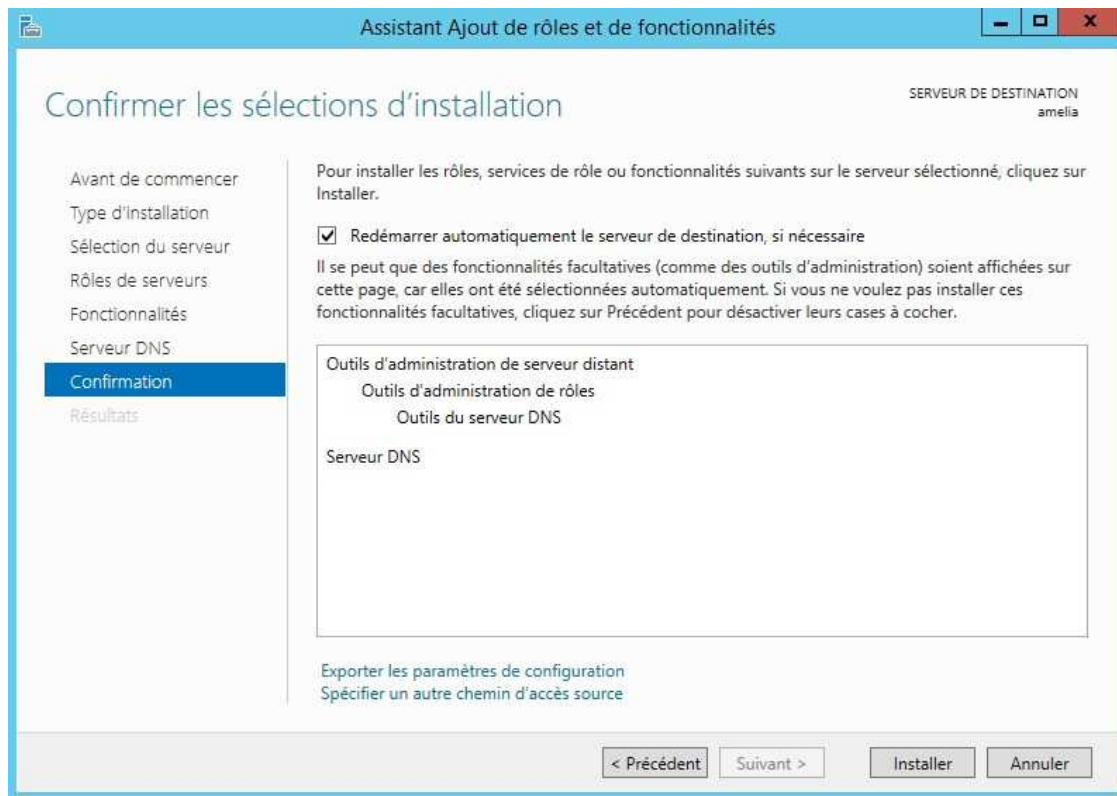 Assistant Ajout de rôles et de fonctionnalités
Confirmer les sélections d'installation
SERVEUR DE DESTINATION
amelia
Avant de commencer
Type d'installation
Sélection du serveur
Rôles de serveurs
Fonctionnalités
Serveur DNS
Confirmation
Résultats
Pour installer les rôles, services de rôle ou fonctionnalités suivants sur le serveur sélectionné, cliquez sur
Installer.
Redémarrer automatiquement le serveur de destination, si nécessaire
Il se peut que des fonctionnalités facultatives (comme des outils d'administration) soient affichées sur
cette page, car elles ont été sélectionnées automatiquement. Si vous ne voulez pas installer ces
fonctionnalités facultatives, cliquez sur Précédent pour désactiver leurs cases à cocher.
Outils d'administration de serveur distant
Outils d'administration de rôles
Outils du serveur DNS
Serveur DNS
Exporter les paramètres de configuration
Spécifier un autre chemin d'accès source
< Précédent
Suivant >
Installer
Annuler